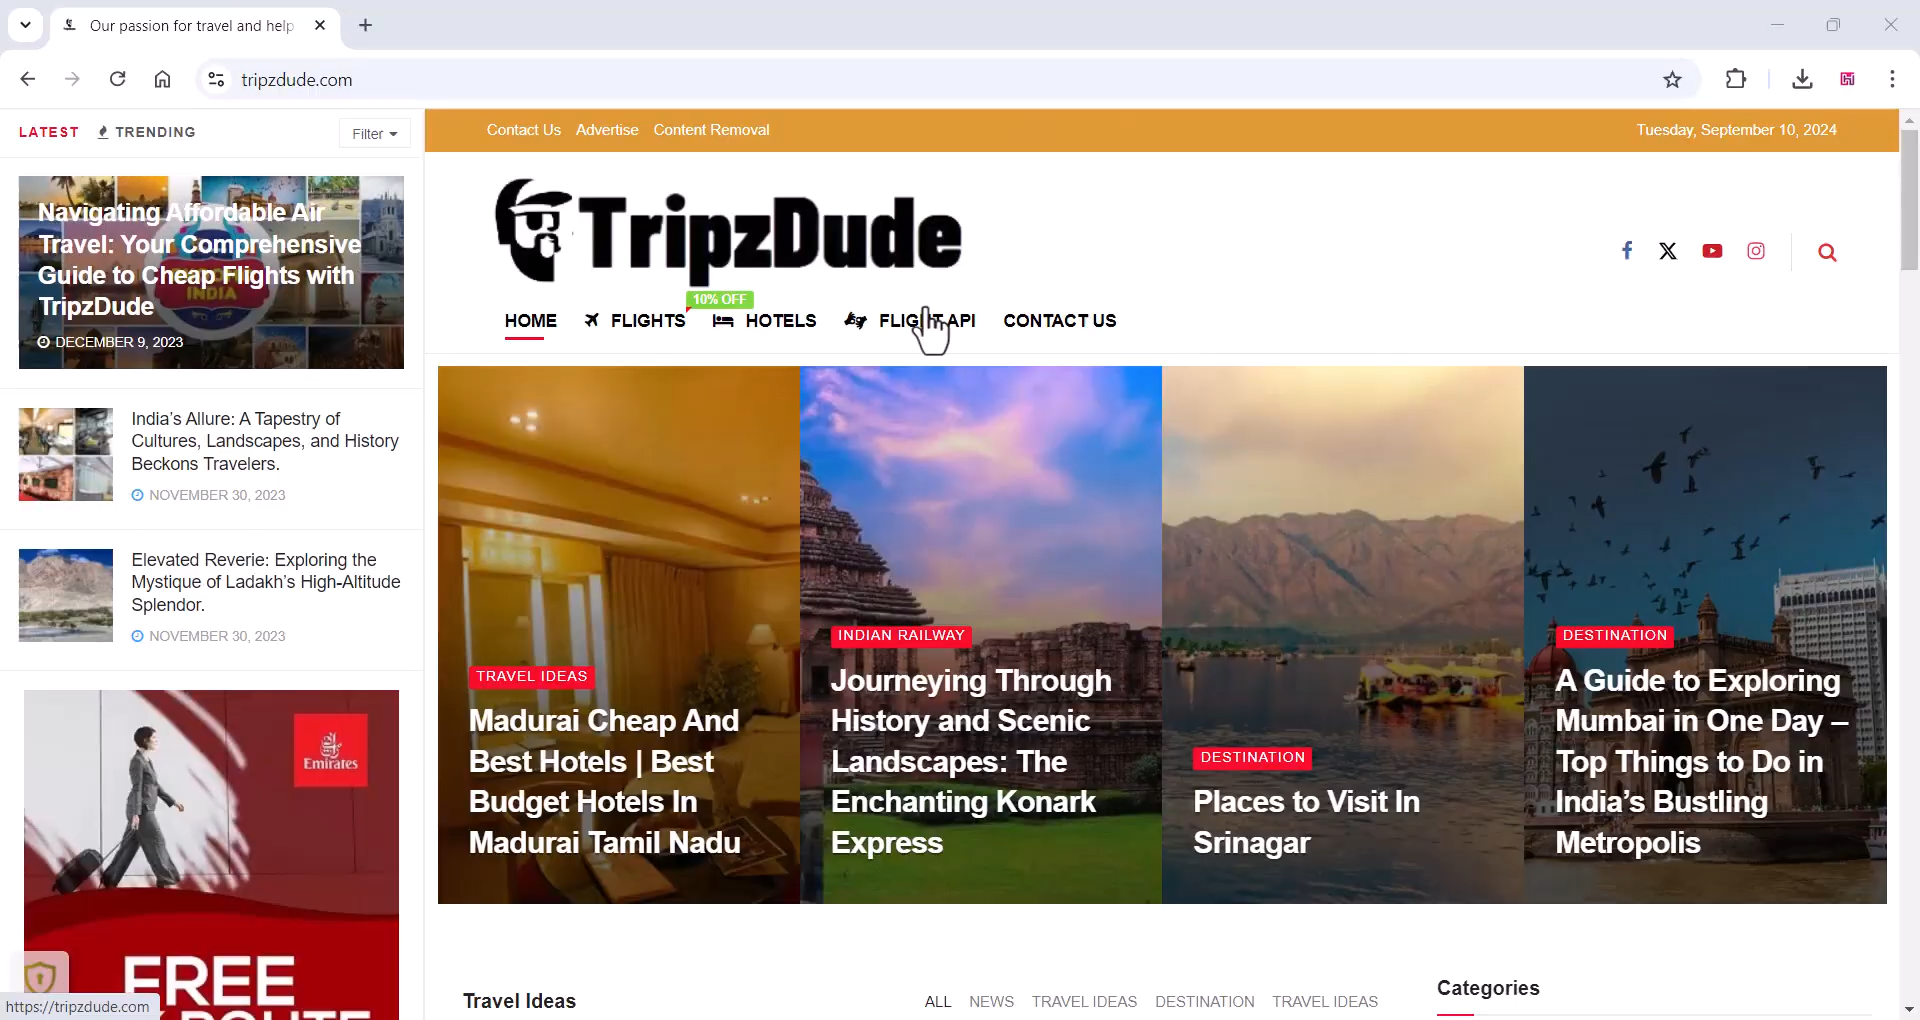 Our passion for travel and help
tripzdude.com
LATEST
TRENDING
Filter
Navigating Affordable Air
Travel: Your Comprehensive
Guide to Cheap Flights with
TripzDude
DECEMBER 9, 2023
India’s Allure: A Tapestry of
Cultures, Landscapes, and History
Beckons Travelers.
NOVEMBER 30, 2023
Elevated Reverie: Exploring the
Mystique of Ladakh’s High-Altitude
Splendor.
NOVEMBER 30, 2023
Emirates
FREE
https://tripzdude.com
Contact Us Advertise Content Removal
Tuesday, September 10, 2024
TripzDude
10% OFF
HOME FLIGHTS HOTELS FLIGHT API CONTACT US
TRAVEL IDEAS
Madurai Cheap And
Best Hotels | Best
Budget Hotels In
Madurai Tamil Nadu
INDIAN RAILWAY
Journeying Through
History and Scenic
Landscapes: The
Enchanting Konark
Express
DESTINATION
Places to Visit In
Srinagar
DESTINATION
A Guide to Exploring
Mumbai in One Day –
Top Things to Do in
India’s Bustling
Metropolis
Travel Ideas
ALL NEWS TRAVEL IDEAS DESTINATION TRAVEL IDEAS
Categories